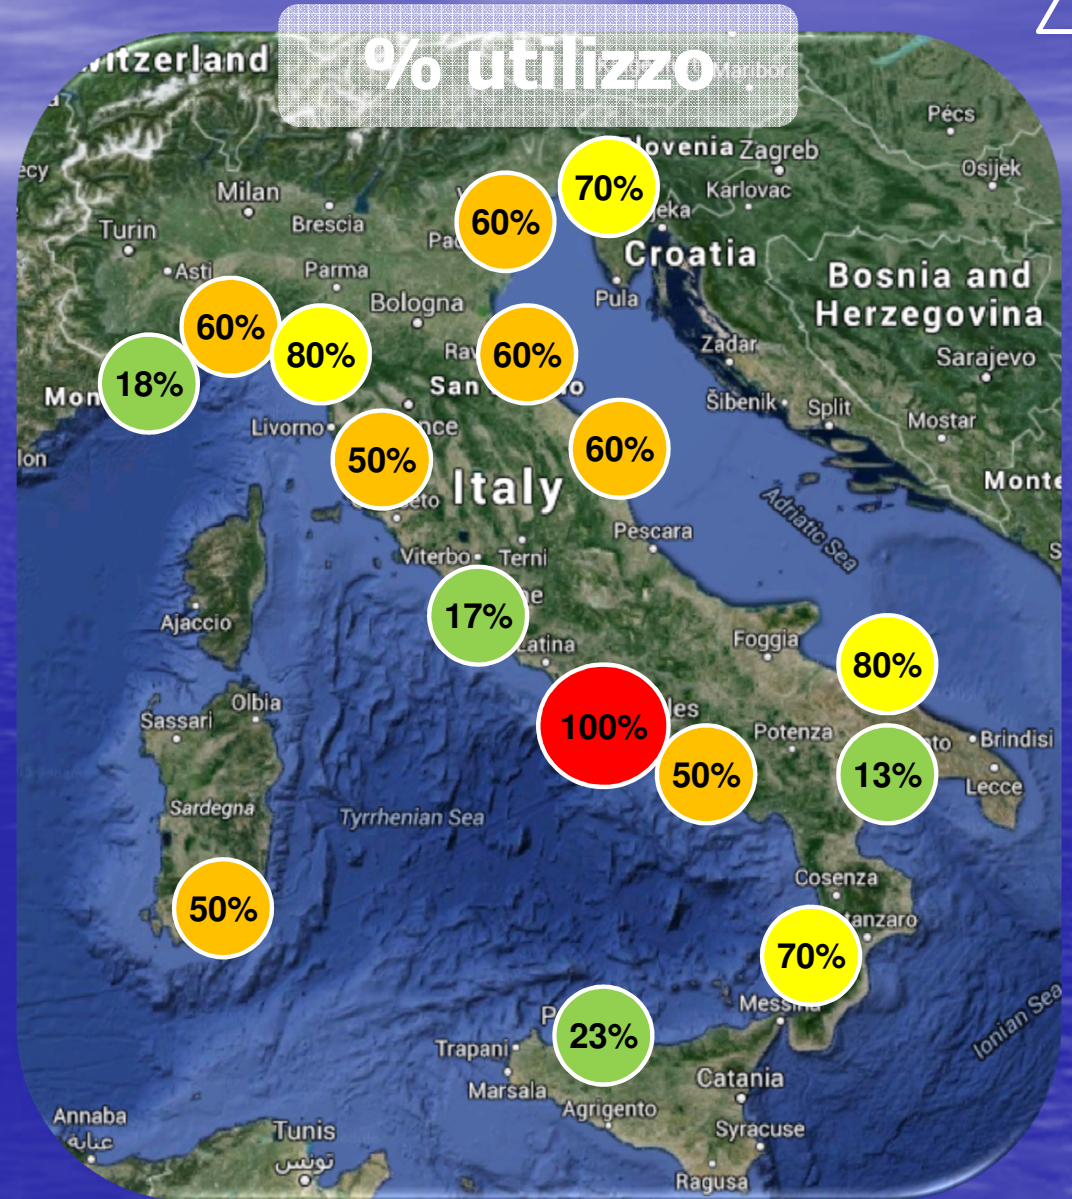 % utilizzo
Maribor
Pécs
Zagreb
Osijek
Karlovac
70%
Milan
Brescia
60%
Turin
Croatia
Asti
Parma
Bosnia and
Herzegovina
Bologna
Pula
60%
80%
60%
Zadar
Sarajevo
18%
Šibenik
Split
Mostar
Livorno
60%
50%
Italy
Adriatic Sea
Pescara
Viterbo
Terni
17%
Ajaccio
Latina
Foggia
80%
Olbia
Sassari
100%
Potenza
Brindisi
50%
13%
Lecce
Sardegna
Tyrrhenian Sea
Cosenza
50%
70%
Messina
Ionian Sea
23%
Trapani
Marsala
Catania
Agrigento
Annaba
عنابة
Tunis
تونس
Syracuse
Ragusa